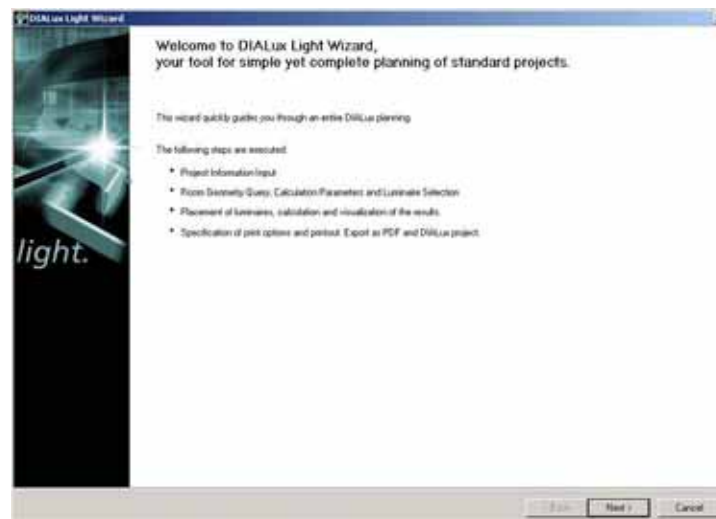 DIALux Light Wizard
Welcome to DIALux Light Wizard,
your tool for simple yet complete planning of standard projects.
This wizard quickly guides you through an entire DIALux planning.
The following steps are executed:
• Project Information Input
• Room Geometry Query, Calculation Parameters and Luminaire Selection
• Placement of luminaires, calculation and visualization of the results.
• Specification of print options and printout. Export as PDF and DIALux project.
light.
Next >
Cancel